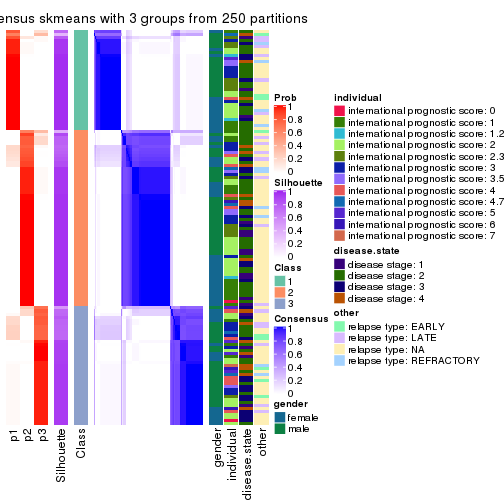 ensus skmeans with 3 groups from 250 partitions
Prob
1
0.8
0.6
0.4
0.2
0
Silhouette
1
0.8
0.6
0.4
0.2
0
Class
1
2
3
Consensus
1
0.8
0.6
0.4
0.2
0
gender
female
male
individual
international prognostic score: 0
international prognostic score: 1
international prognostic score: 1.2
international prognostic score: 2
international prognostic score: 2.3
international prognostic score: 3
international prognostic score: 3.5
international prognostic score: 4
international prognostic score: 4.7
international prognostic score: 5
international prognostic score: 6
international prognostic score: 7
disease.state
disease stage: 1
disease stage: 2
disease stage: 3
disease stage: 4
other
relapse type: EARLY
relapse type: LATE
relapse type: NA
relapse type: REFRACTORY
p1
p2
p3
Silhouette
Class
gender
individual
disease.state
other